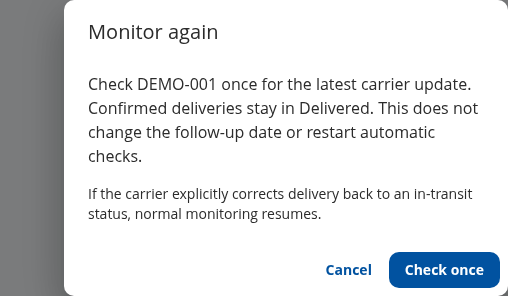 Monitor again
Check DEMO-001 once for the latest carrier update.
Confirmed deliveries stay in Delivered. This does not
change the follow-up date or restart automatic
checks.
If the carrier explicitly corrects delivery back to an in-transit
status, normal monitoring resumes.
Cancel
Check once